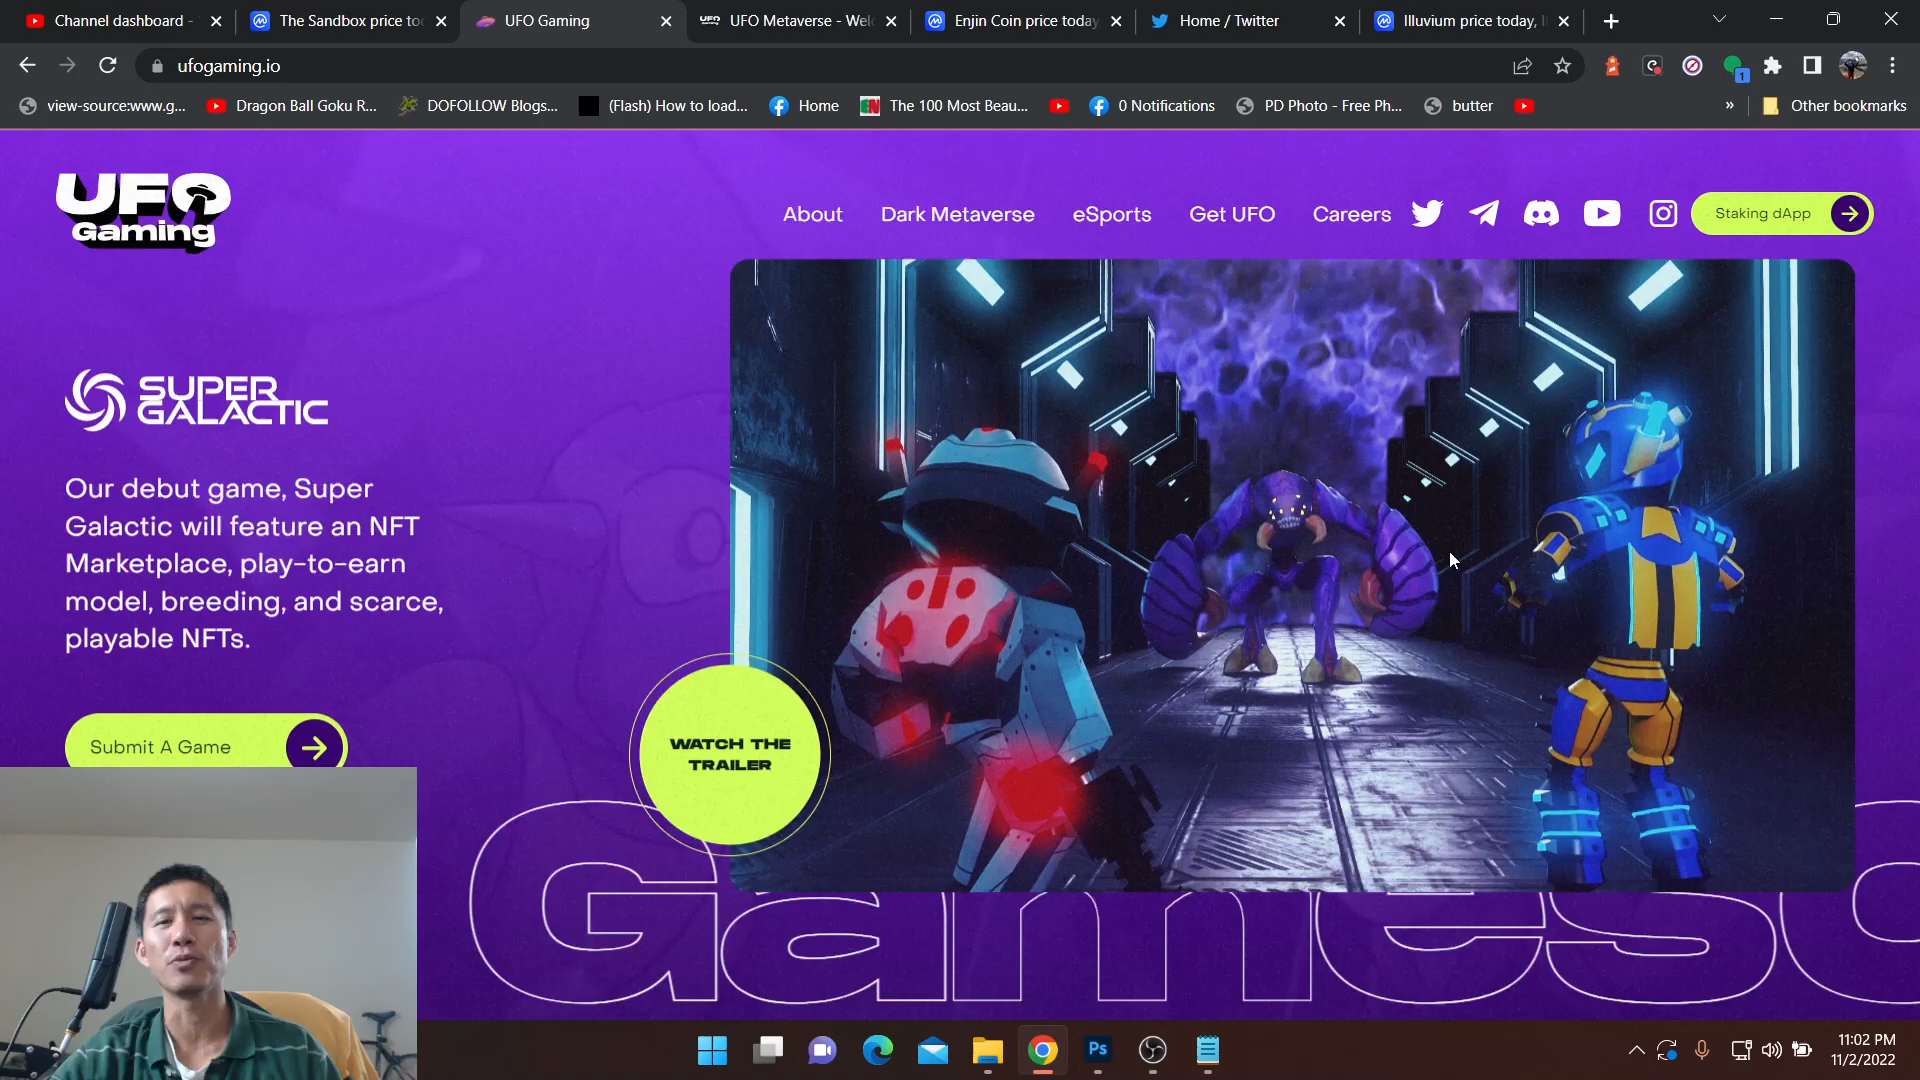 Channel dashboard -
The Sandbox price to
UFO Gaming
UFO Metaverse - Wel
Enjin Coin price today
Home / Twitter
Illuvium price today,
ufogaming.io
1
view-source:www.g...
Dragon Ball Goku R...
DOFOLLOW Blogs...
(Flash) How to load...
Home
The 100 Most Beau...
0 Notifications
PD Photo - Free Ph...
butter
»
Other bookmarks
UFO
Gaming
About
Dark Metaverse
eSports
Get UFO
Careers
Staking dApp
SUPER
GALACTIC
Our debut game, Super
Galactic will feature an NFT
Marketplace, play-to-earn
model, breeding, and scarce,
playable NFTs.
Submit A Game
WATCH THE
TRAILER
Games
Ps
11:02 PM
11/2/2022